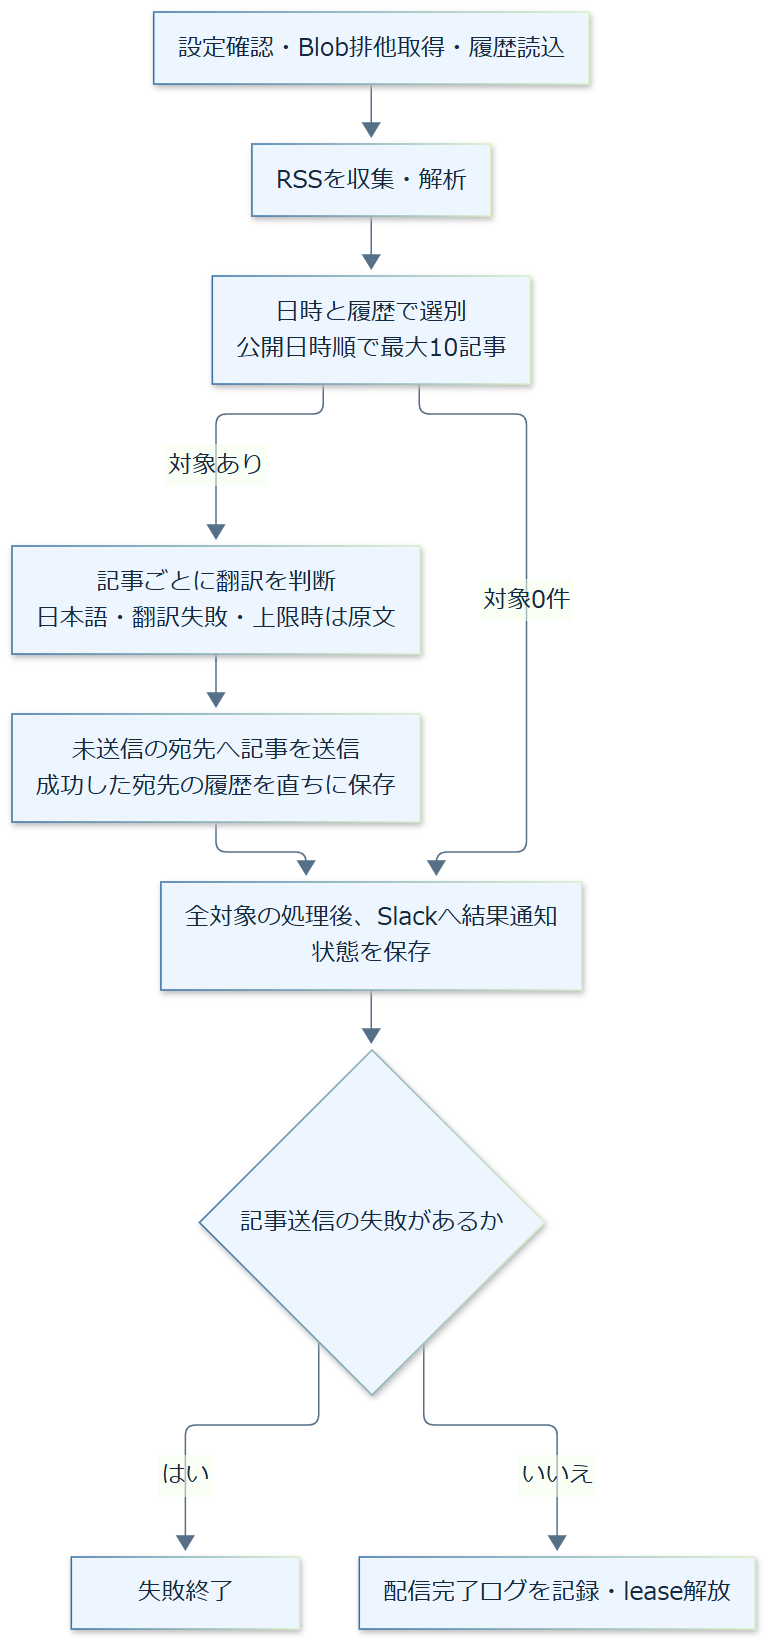 設定確認・Blob排他取得・履歴読込
RSSを収集・解析
日時と履歴で選別
公開日時順で最大10記事
対象あり
対象0件
記事ごとに翻訳を判断
日本語・翻訳失敗・上限時は原文
未送信の宛先へ記事を送信
成功した宛先の履歴を直ちに保存
全対象の処理後、Slackへ結果通知
状態を保存
記事送信の失敗があるか
はい
いいえ
失敗終了
配信完了ログを記録・lease解放